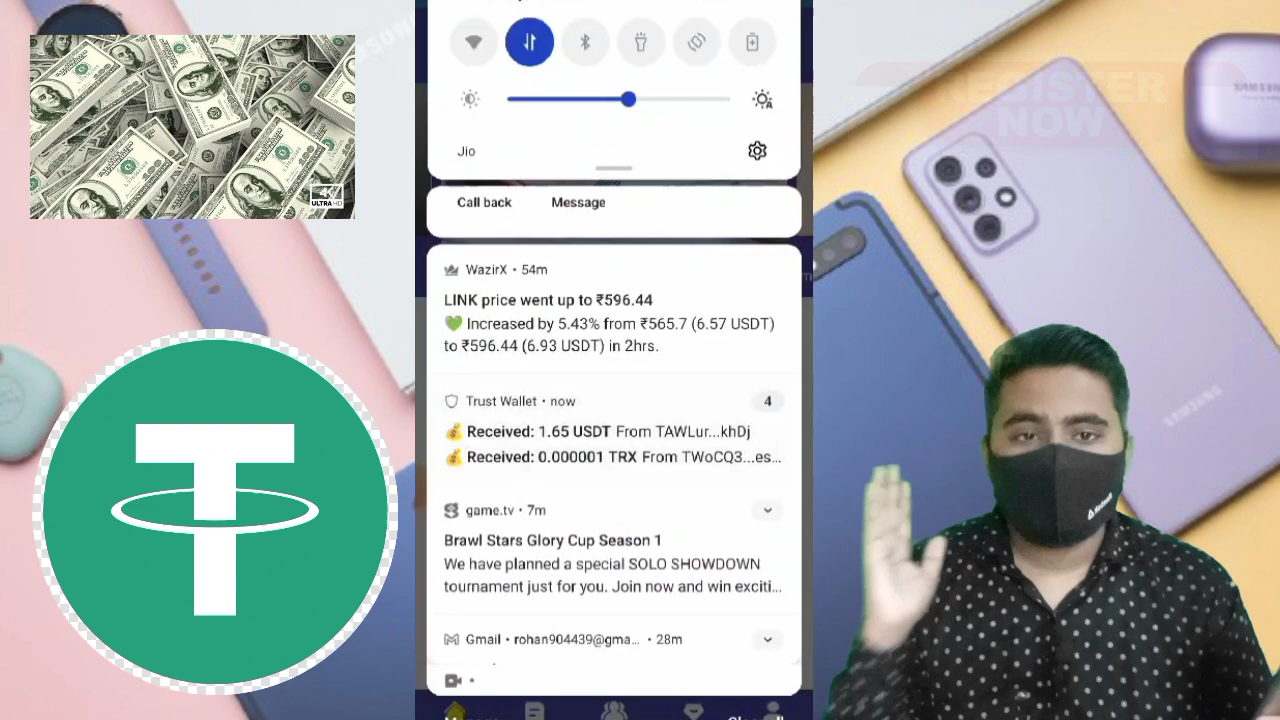 4K
ULTRA HD
Jio
Call back Message
WazirX • 54m
LINK price went up to ₹596.44
💚 Increased by 5.43% from ₹565.7 (6.57 USDT)
to ₹596.44 (6.93 USDT) in 2hrs.
Trust Wallet • now 4
💰 Received: 1.65 USDT From TAWLur...khDj
💰 Received: 0.000001 TRX From TWoCQ3...es...
game.tv • 7m
Brawl Stars Glory Cup Season 1
We have planned a special SOLO SHOWDOWN
tournament just for you. Join now and win exciti...
Gmail • rohan904439@gma... • 28m
REGISTER
NOW
SAMSUNG